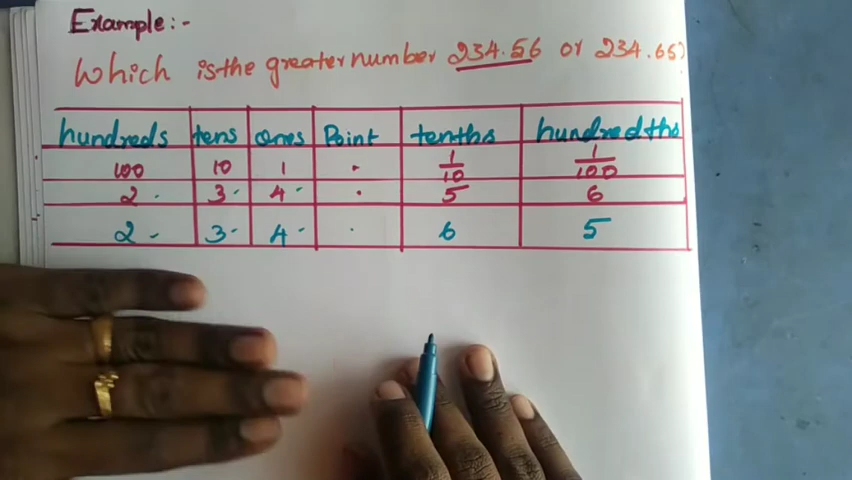 Example:-
Which is the greater number 234.56 or 234.65?
hundreds tens ones Point tenths hundredths
100 10 1 . 1/10 1/100
2 3 4 . 5 6
2 3 4 . 6 5